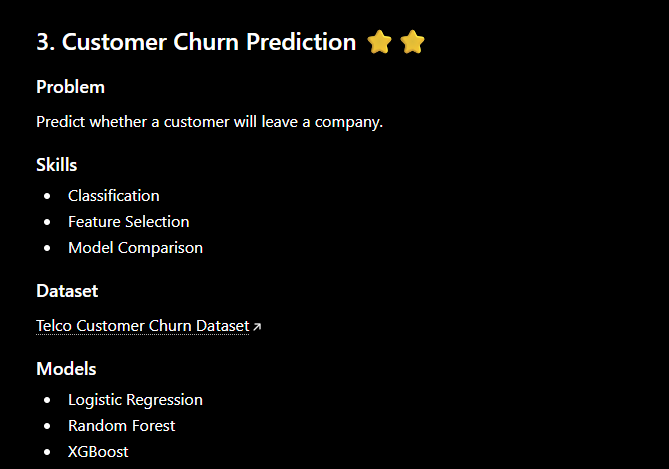 3. Customer Churn Prediction ⭐⭐
Problem
Predict whether a customer will leave a company.
Skills
• Classification
• Feature Selection
• Model Comparison
Dataset
Telco Customer Churn Dataset ↗
Models
• Logistic Regression
• Random Forest
• XGBoost